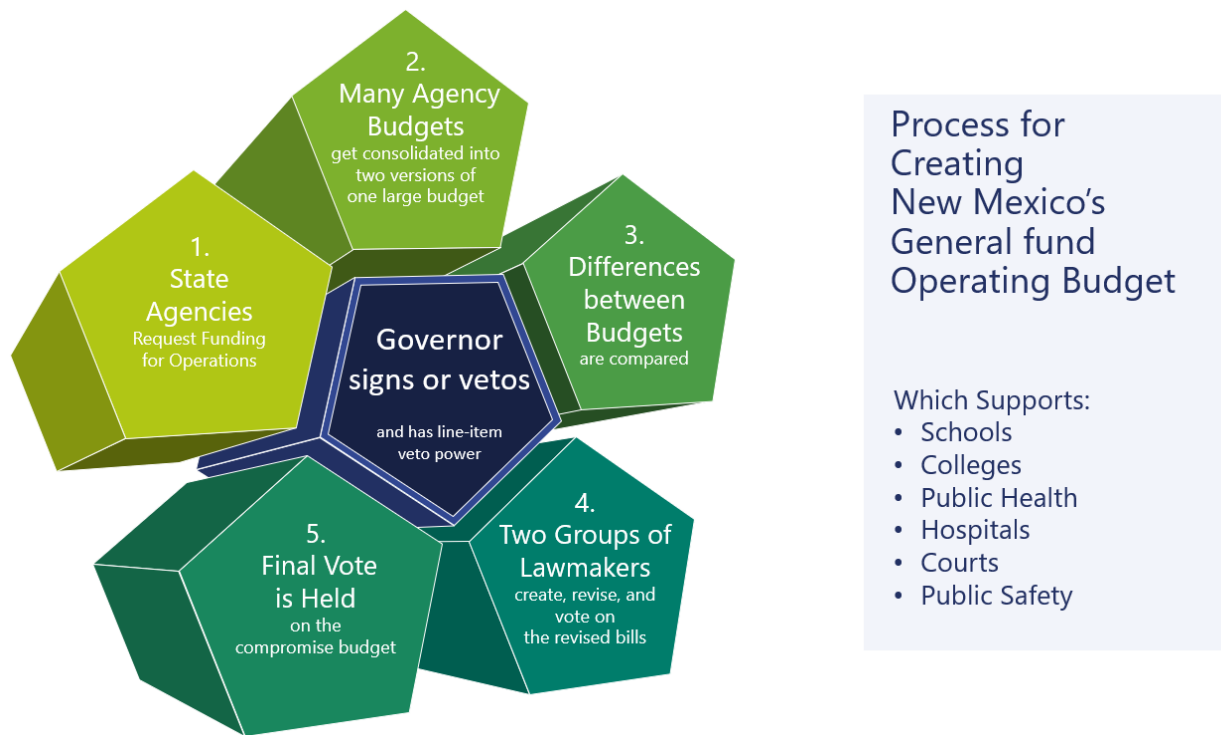 1.
State
Agencies
Request Funding
for Operations
2.
Many Agency
Budgets
get consolidated into
two versions of
one large budget
3.
Differences
between
Budgets
are compared
4.
Two Groups of
Lawmakers
create, revise, and
vote on
the revised bills
5.
Final Vote
is Held
on the
compromise budget
Governor
signs or vetos
and has line-item
veto power
Process for
Creating
New Mexico's
General fund
Operating Budget
Which Supports:
• Schools
• Colleges
• Public Health
• Hospitals
• Courts
• Public Safety